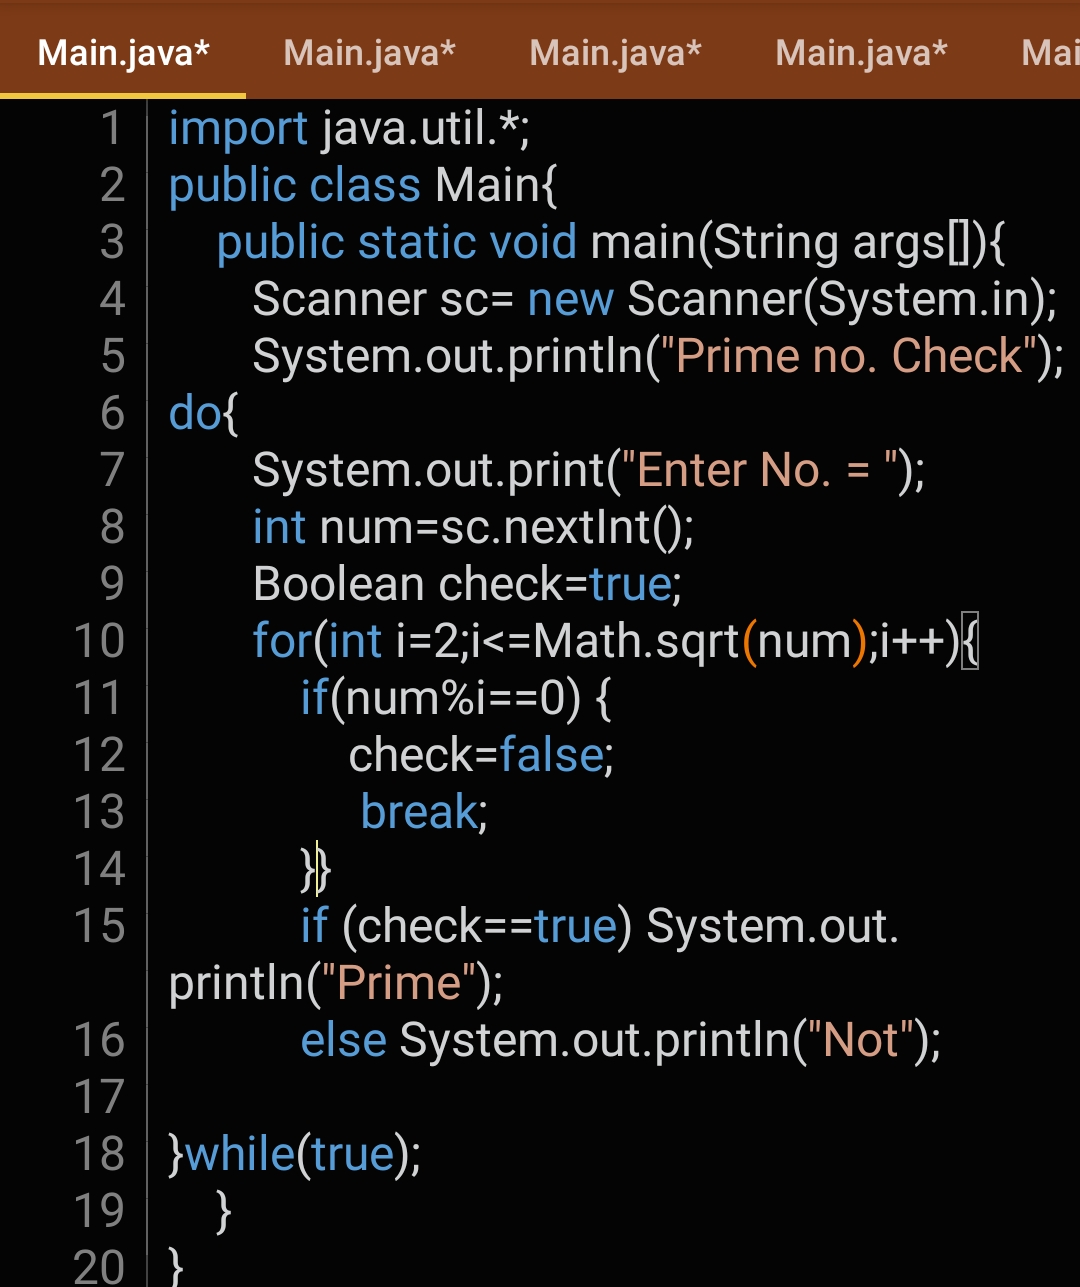 Main.java* Main.java* Main.java* Main.java* Mai
1 import java.util.*;
2 public class Main{
3 public static void main(String args[]){
4 Scanner sc= new Scanner(System.in);
5 System.out.println("Prime no. Check");
6 do{
7 System.out.print("Enter No. = ");
8 int num=sc.nextInt();
9 Boolean check=true;
10 for(int i=2;i<=Math.sqrt(num);i++){
11 if(num%i==0) {
12 check=false;
13 break;
14 }}
15 if (check==true) System.out.
println("Prime");
16 else System.out.println("Not");
17
18 }while(true);
19 }
20 }